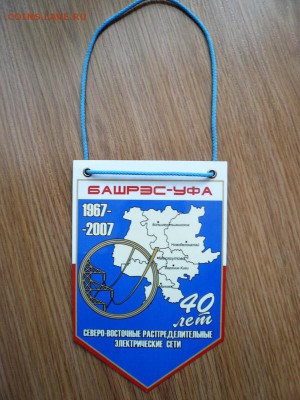 БАШРЭС-УФА
1967-
-2007
40
лет
СЕВЕРО-ВОСТОЧНЫЕ РАСПРЕДЕЛИТЕЛЬНЫЕ
ЭЛЕКТРИЧЕСКИЕ СЕТИ